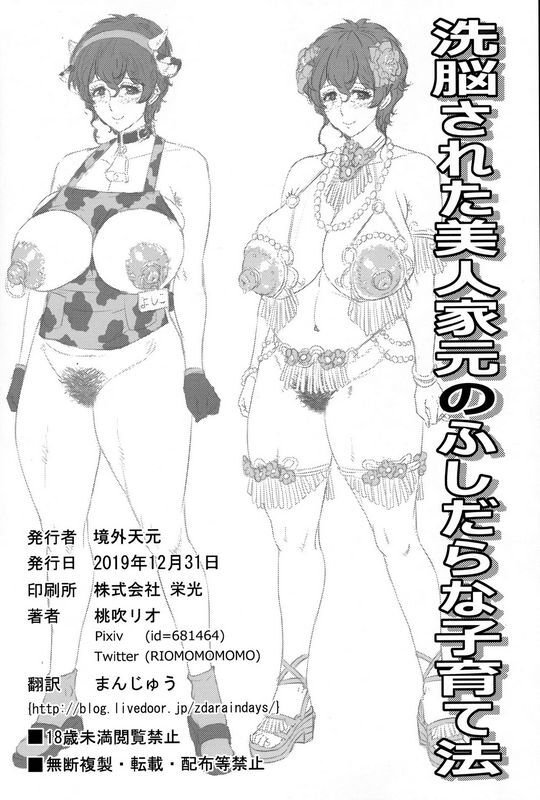 洗脳された美人家元のふしだらな子育て法
よしこ
発行者 境外天元
発行日 2019年12月31日
印刷所 株式会社 栄光
著者 桃吹リオ
Pixiv (id=681464)
Twitter (RIOMOMOMOMO)
翻訳 まんじゅう
{http://blog.livedoor.jp/zdaraindays/}
■18歳未満閲覧禁止
■無断複製・転載・配布等禁止